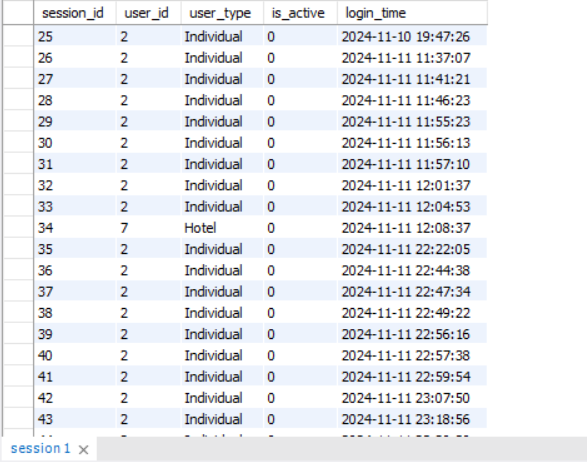 session_id user_id user_type is_active login_time
25 2 Individual 0 2024-11-10 19:47:26
26 2 Individual 0 2024-11-11 11:37:07
27 2 Individual 0 2024-11-11 11:41:21
28 2 Individual 0 2024-11-11 11:46:23
29 2 Individual 0 2024-11-11 11:55:23
30 2 Individual 0 2024-11-11 11:56:13
31 2 Individual 0 2024-11-11 11:57:10
32 2 Individual 0 2024-11-11 12:01:37
33 2 Individual 0 2024-11-11 12:04:53
34 7 Hotel 0 2024-11-11 12:08:37
35 2 Individual 0 2024-11-11 22:22:05
36 2 Individual 0 2024-11-11 22:44:38
37 2 Individual 0 2024-11-11 22:47:34
38 2 Individual 0 2024-11-11 22:49:22
39 2 Individual 0 2024-11-11 22:56:16
40 2 Individual 0 2024-11-11 22:57:38
41 2 Individual 0 2024-11-11 22:59:54
42 2 Individual 0 2024-11-11 23:07:50
43 2 Individual 0 2024-11-11 23:18:56
session 1